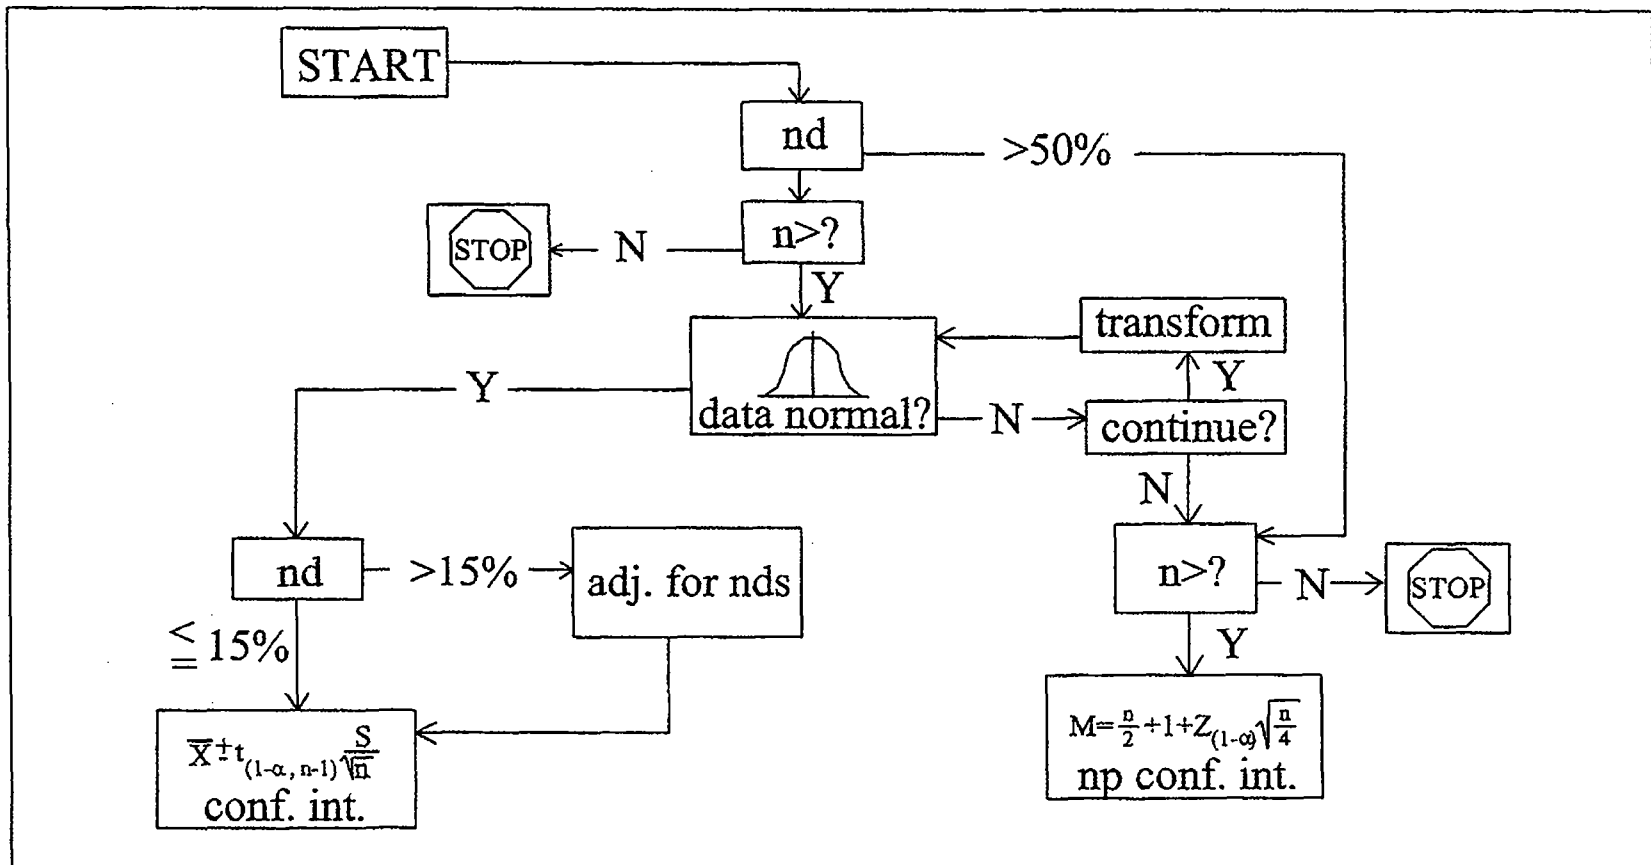 START
nd
>50%
n>?
N
STOP
Y
transform
Y
Y
data normal?
N
continue?
N
nd
>15%
adj. for nds
n>?
N
STOP
≤ 15%
Y
X̅ ± t(1-α, n-1) S/√n
conf. int.
M= n/2 +1+Z(1-α) √n/4
np conf. int.